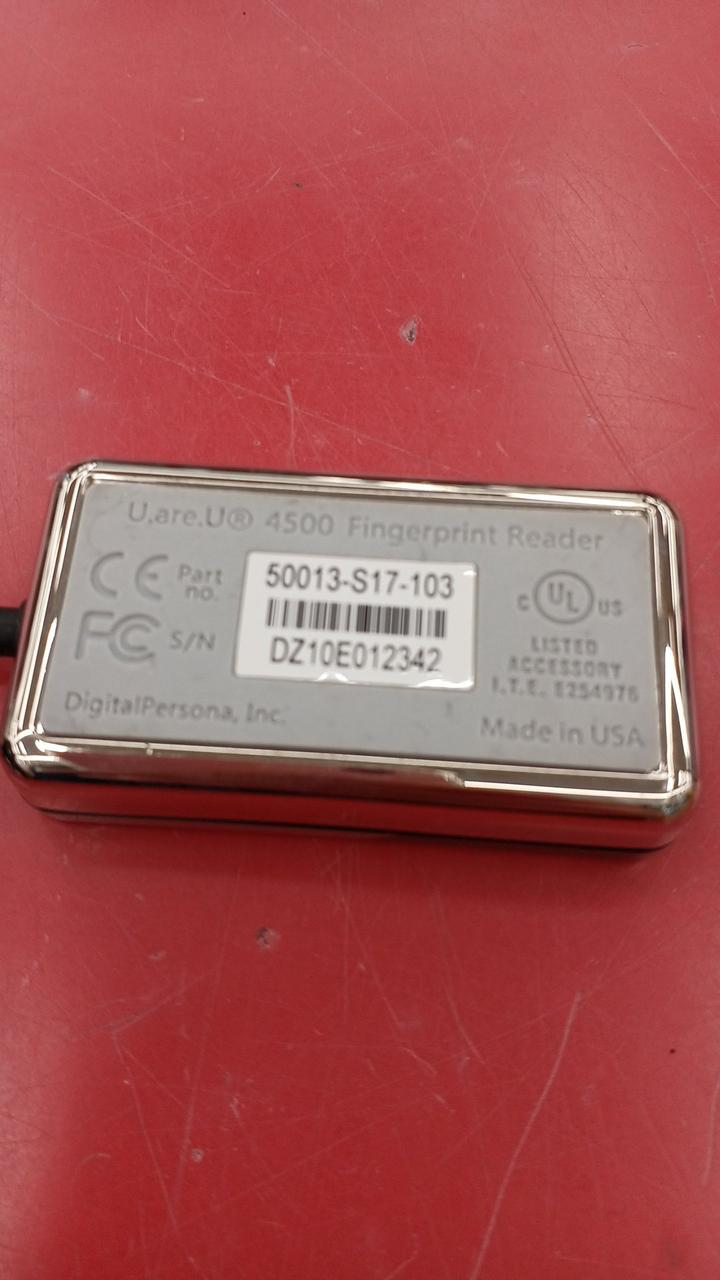 U.are.U® 4500 Fingerprint Reader
CE Part no. 50013-S17-103
FC S/N DZ10E012342
c UL US
LISTED
ACCESSORY
I.T.E. E254976
DigitalPersona, Inc.
Made in USA